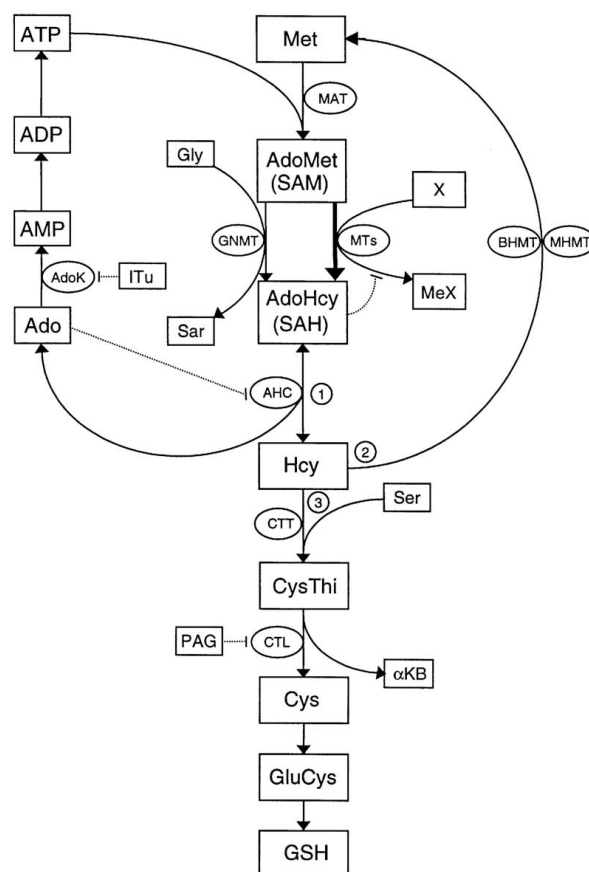 ATP
Met
MAT
ADP
Gly
AdoMet
(SAM)
X
AMP
GNMT
MTs
BHMT
MHMT
AdoK
ITu
AdoHcy
(SAH)
MeX
Ado
Sar
AHC
1
Hcy
2
3
Ser
CTT
CysThi
PAG
CTL
αKB
Cys
GluCys
GSH